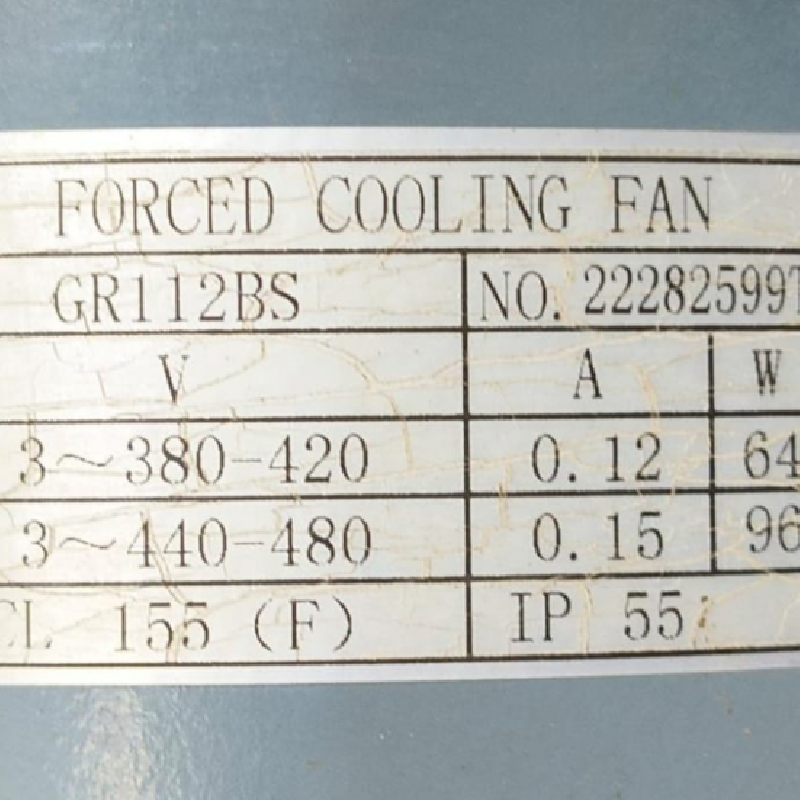 FORCED COOLING FAN
GR112BS NO. 22282599T
V A W
3~380-420 0.12 64
3~440-480 0.15 96
CL 155 (F) IP 55